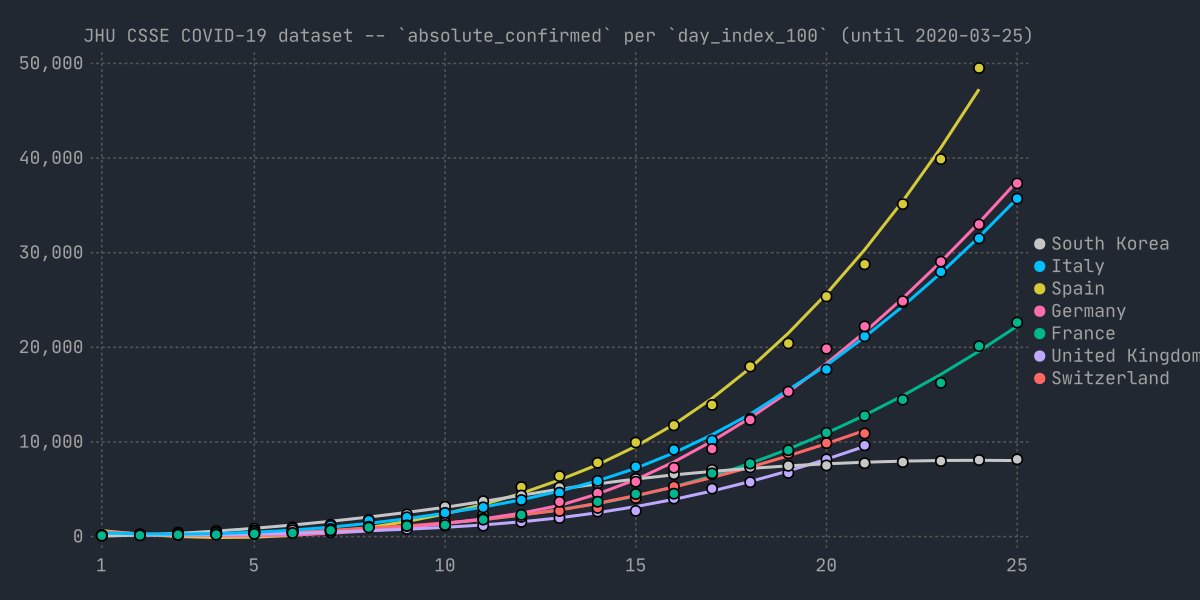 JHU CSSE COVID-19 dataset -- `absolute_confirmed` per `day_index_100` (until 2020-03-25)
50,000
40,000
30,000
20,000
10,000
0
1 5 10 15 20 25
South Korea
Italy
Spain
Germany
France
United Kingdom
Switzerland